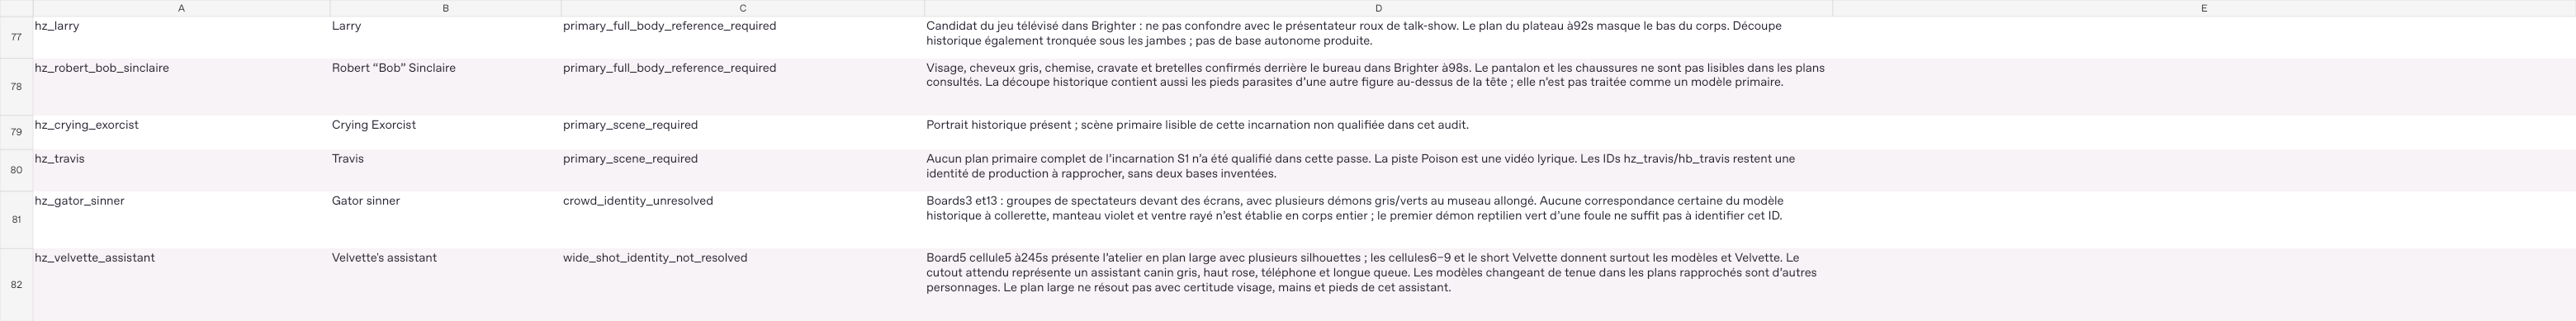 A B C D E
77 hz_larry Larry primary_full_body_reference_required Candidat du jeu télévisé dans Brighter : ne pas confondre avec le présentateur roux de talk-show. Le plan du plateau à92s masque le bas du corps. Découpe
historique également tronquée sous les jambes ; pas de base autonome produite.
78 hz_robert_bob_sinclaire Robert “Bob” Sinclaire primary_full_body_reference_required Visage, cheveux gris, chemise, cravate et bretelles confirmés derrière le bureau dans Brighter à98s. Le pantalon et les chaussures ne sont pas lisibles dans les plans
consultés. La découpe historique contient aussi les pieds parasites d’une autre figure au-dessus de la tête ; elle n’est pas traitée comme un modèle primaire.
79 hz_crying_exorcist Crying Exorcist primary_scene_required Portrait historique présent ; scène primaire lisible de cette incarnation non qualifiée dans cet audit.
80 hz_travis Travis primary_scene_required Aucun plan primaire complet de l’incarnation S1 n’a été qualifié dans cette passe. La piste Poison est une vidéo lyrique. Les IDs hz_travis/hb_travis restent une
identité de production à rapprocher, sans deux bases inventées.
81 hz_gator_sinner Gator sinner crowd_identity_unresolved Boards3 et13 : groupes de spectateurs devant des écrans, avec plusieurs démons gris/verts au museau allongé. Aucune correspondance certaine du modèle
historique à collerette, manteau violet et ventre rayé n’est établie en corps entier ; le premier démon reptilien vert d’une foule ne suffit pas à identifier cet ID.
82 hz_velvette_assistant Velvette's assistant wide_shot_identity_not_resolved Board5 cellule5 à245s présente l’atelier en plan large avec plusieurs silhouettes ; les cellules6–9 et le short Velvette donnent surtout les modèles et Velvette. Le
cutout attendu représente un assistant canin gris, haut rose, téléphone et longue queue. Les modèles changeant de tenue dans les plans rapprochés sont d’autres
personnages. Le plan large ne résout pas avec certitude visage, mains et pieds de cet assistant.